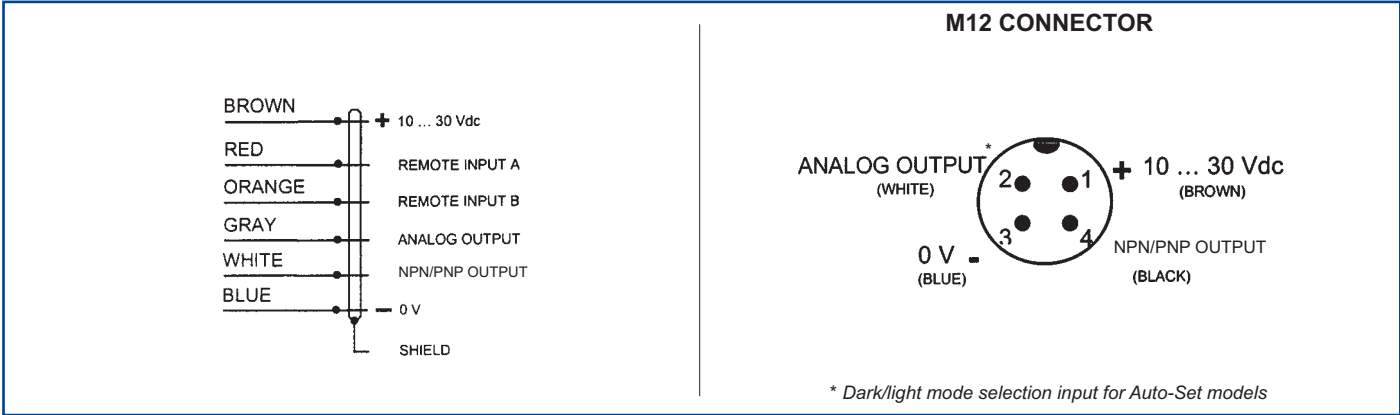 BROWN
+ 10 ... 30 Vdc
RED
REMOTE INPUT A
ORANGE
REMOTE INPUT B
GRAY
ANALOG OUTPUT
WHITE
NPN/PNP OUTPUT
BLUE
- 0 V
SHIELD
M12 CONNECTOR
ANALOG OUTPUT*
(WHITE)
2
1
+ 10 ... 30 Vdc
(BROWN)
3
4
0 V -
(BLUE)
NPN/PNP OUTPUT
(BLACK)
* Dark/light mode selection input for Auto-Set models